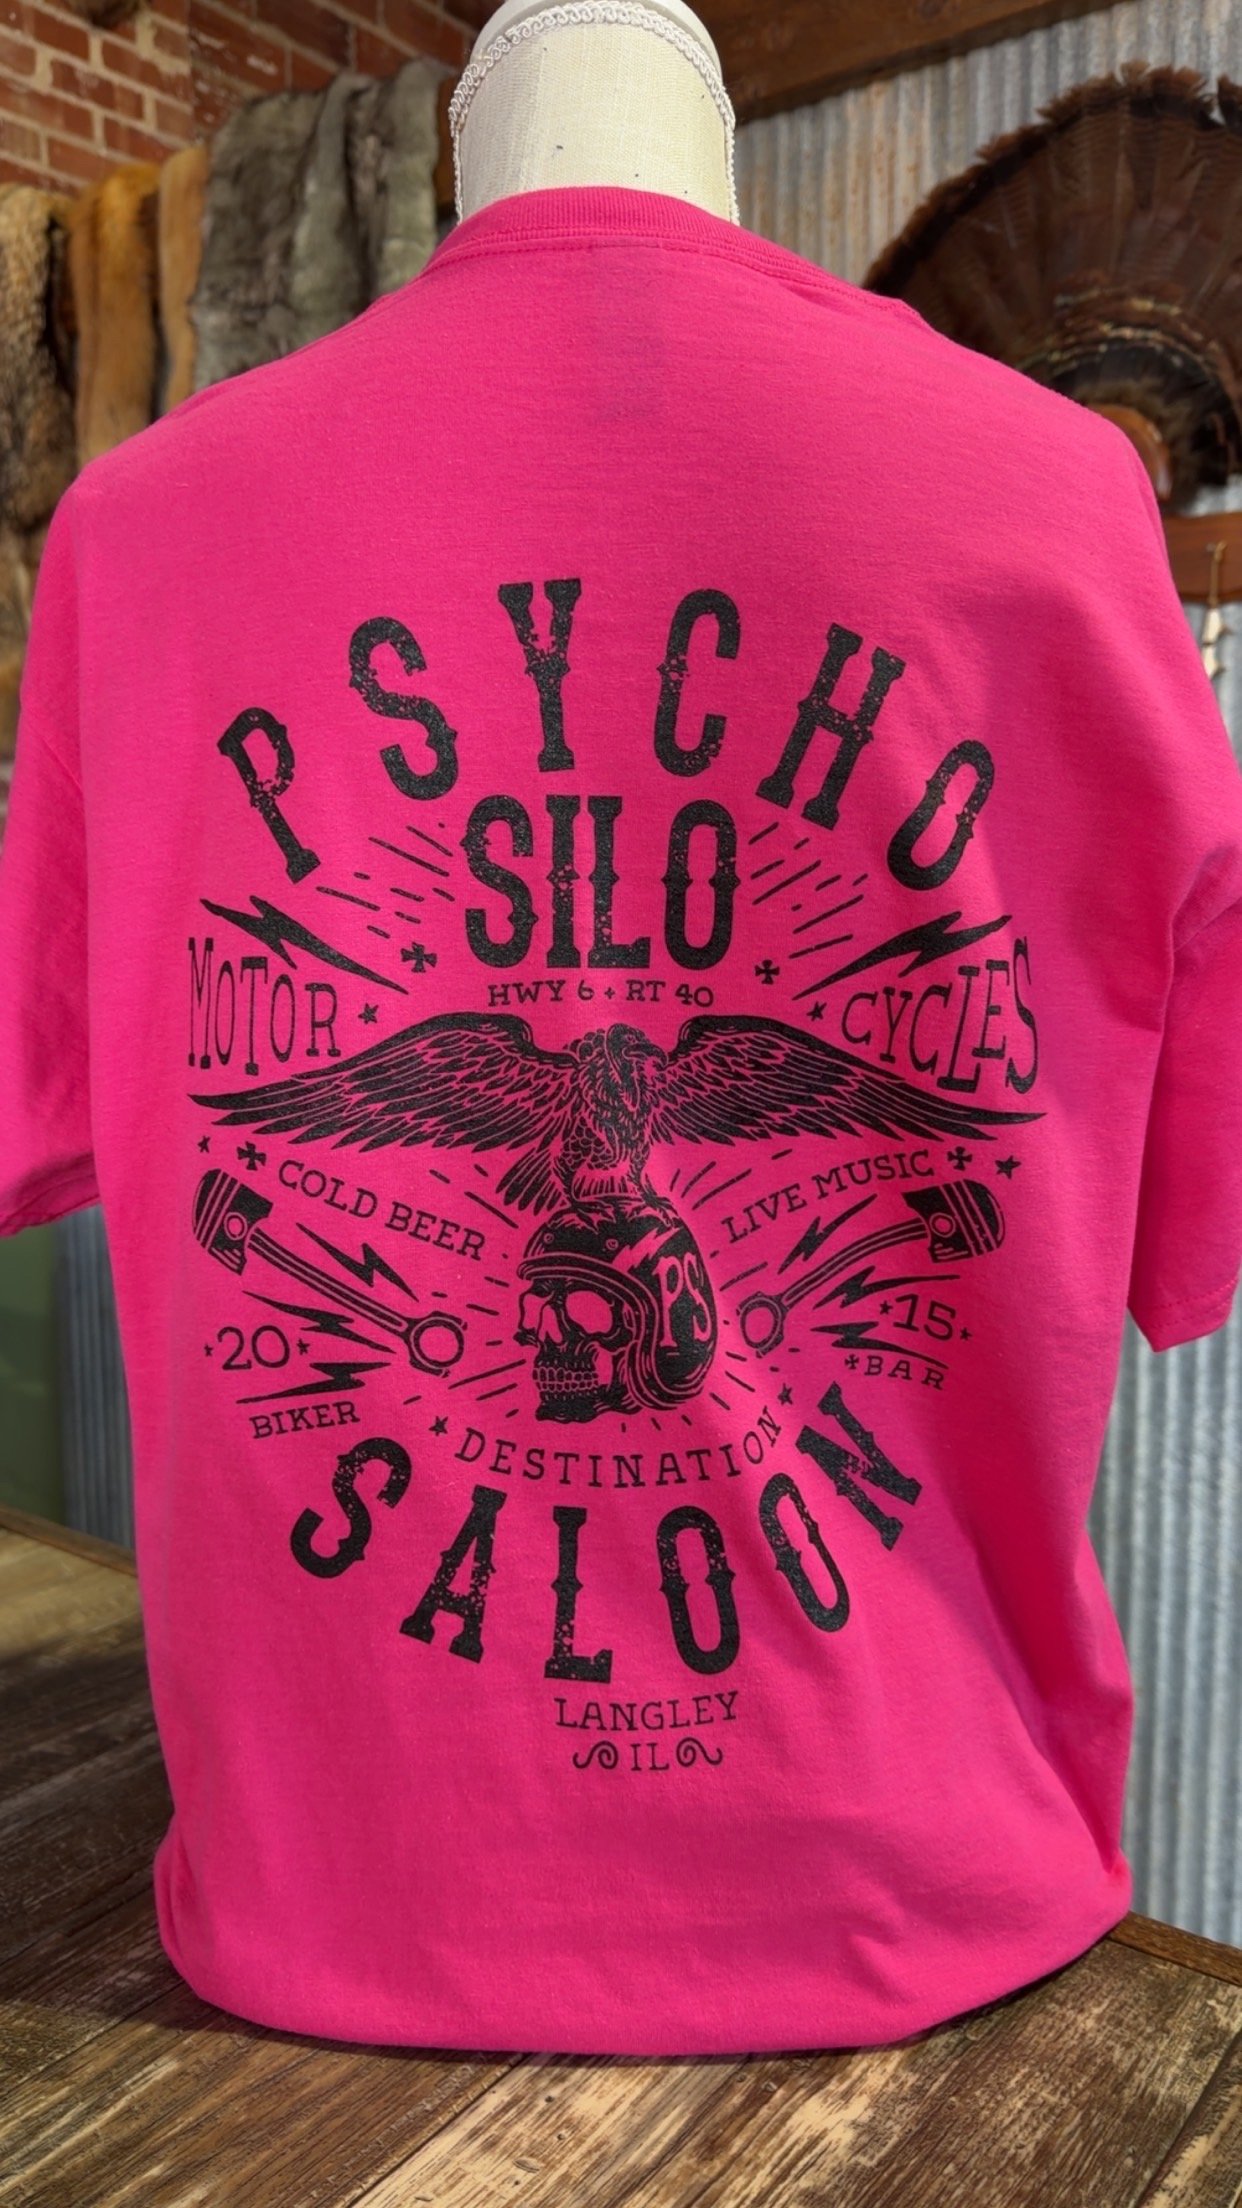 PSYCHO
SILO
HWY 6 + RT 40
MOTOR CYCLES
COLD BEER LIVE MUSIC
PS
20 15
BIKER BAR
DESTINATION
SALOON
LANGLEY
IL